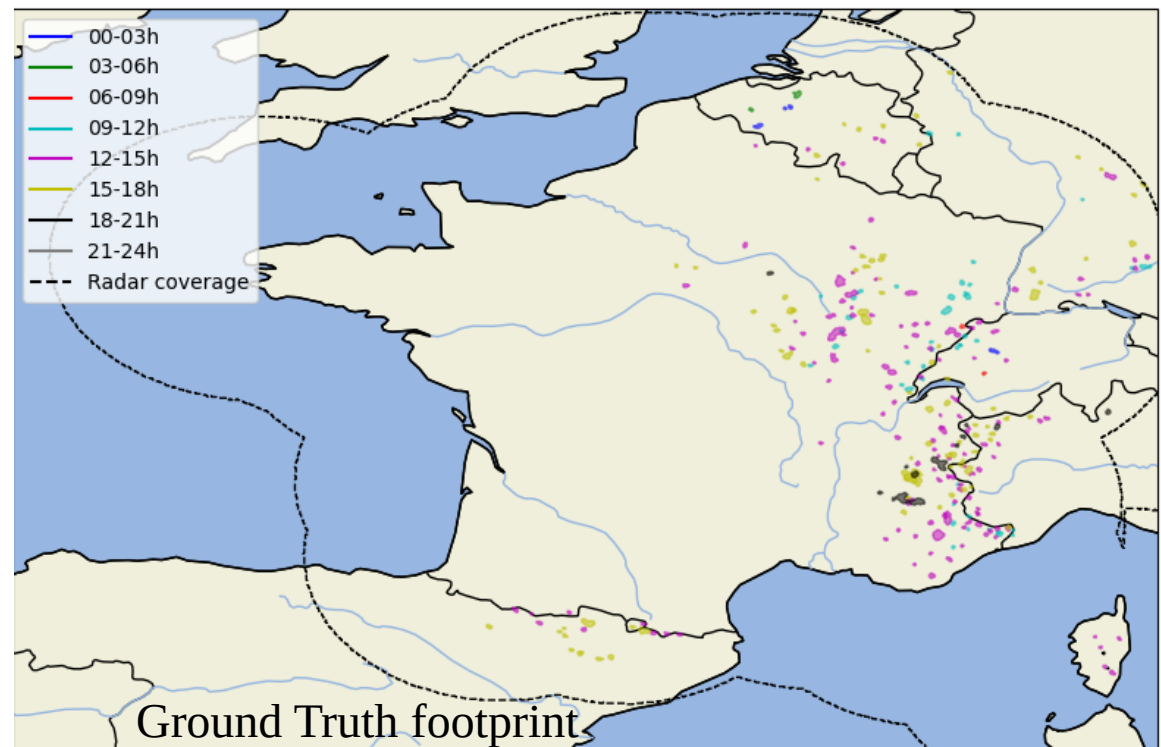 00-03h
03-06h
06-09h
09-12h
12-15h
15-18h
18-21h
21-24h
Radar coverage
Ground Truth footprint